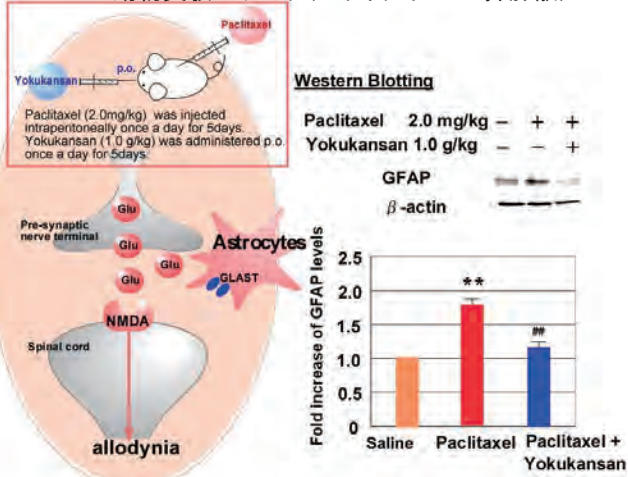 Paclitaxel
p.o.
Yokukansan
Paclitaxel (2.0mg/kg) was injected
intraperitoneally once a day for 5days.
Yokukansan (1.0 g/kg) was administered p.o.
once a day for 5days.
Glu
Pre-synaptic
nerve terminal
Glu
Glu
Glu
Astrocytes
GLAST
NMDA
Spinal cord
allodynia
Western Blotting
Paclitaxel 2.0 mg/kg − + +
Yokukansan 1.0 g/kg − − +
GFAP
β-actin
Fold increase of GFAP levels
2.5
2.0
1.5
1.0
0.5
0
**
##
Saline
Paclitaxel
Paclitaxel +
Yokukansan